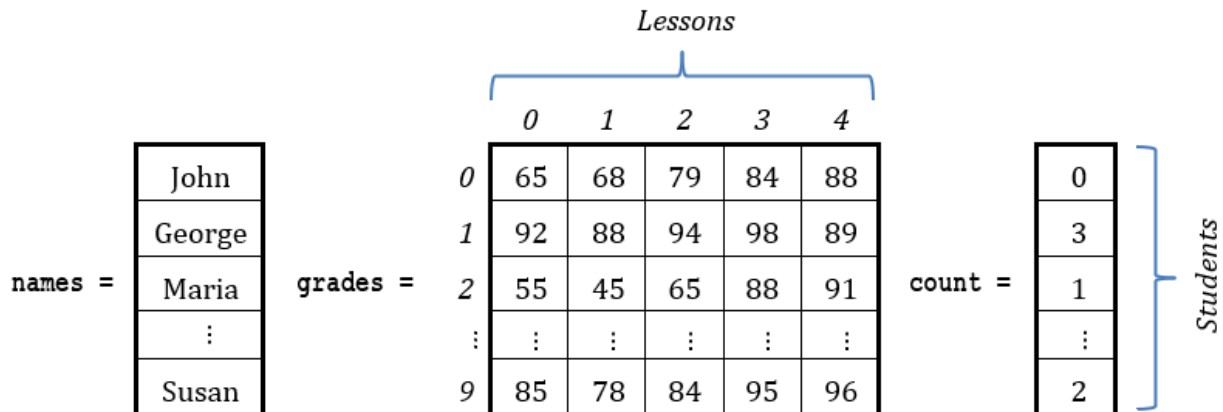 Lessons
0 1 2 3 4
John 0 65 68 79 84 88 0
George 1 92 88 94 98 89 3
names = Maria grades = 2 55 45 65 88 91 count = 1 Students
⋮ ⋮ ⋮ ⋮ ⋮ ⋮ ⋮ ⋮
Susan 9 85 78 84 95 96 2